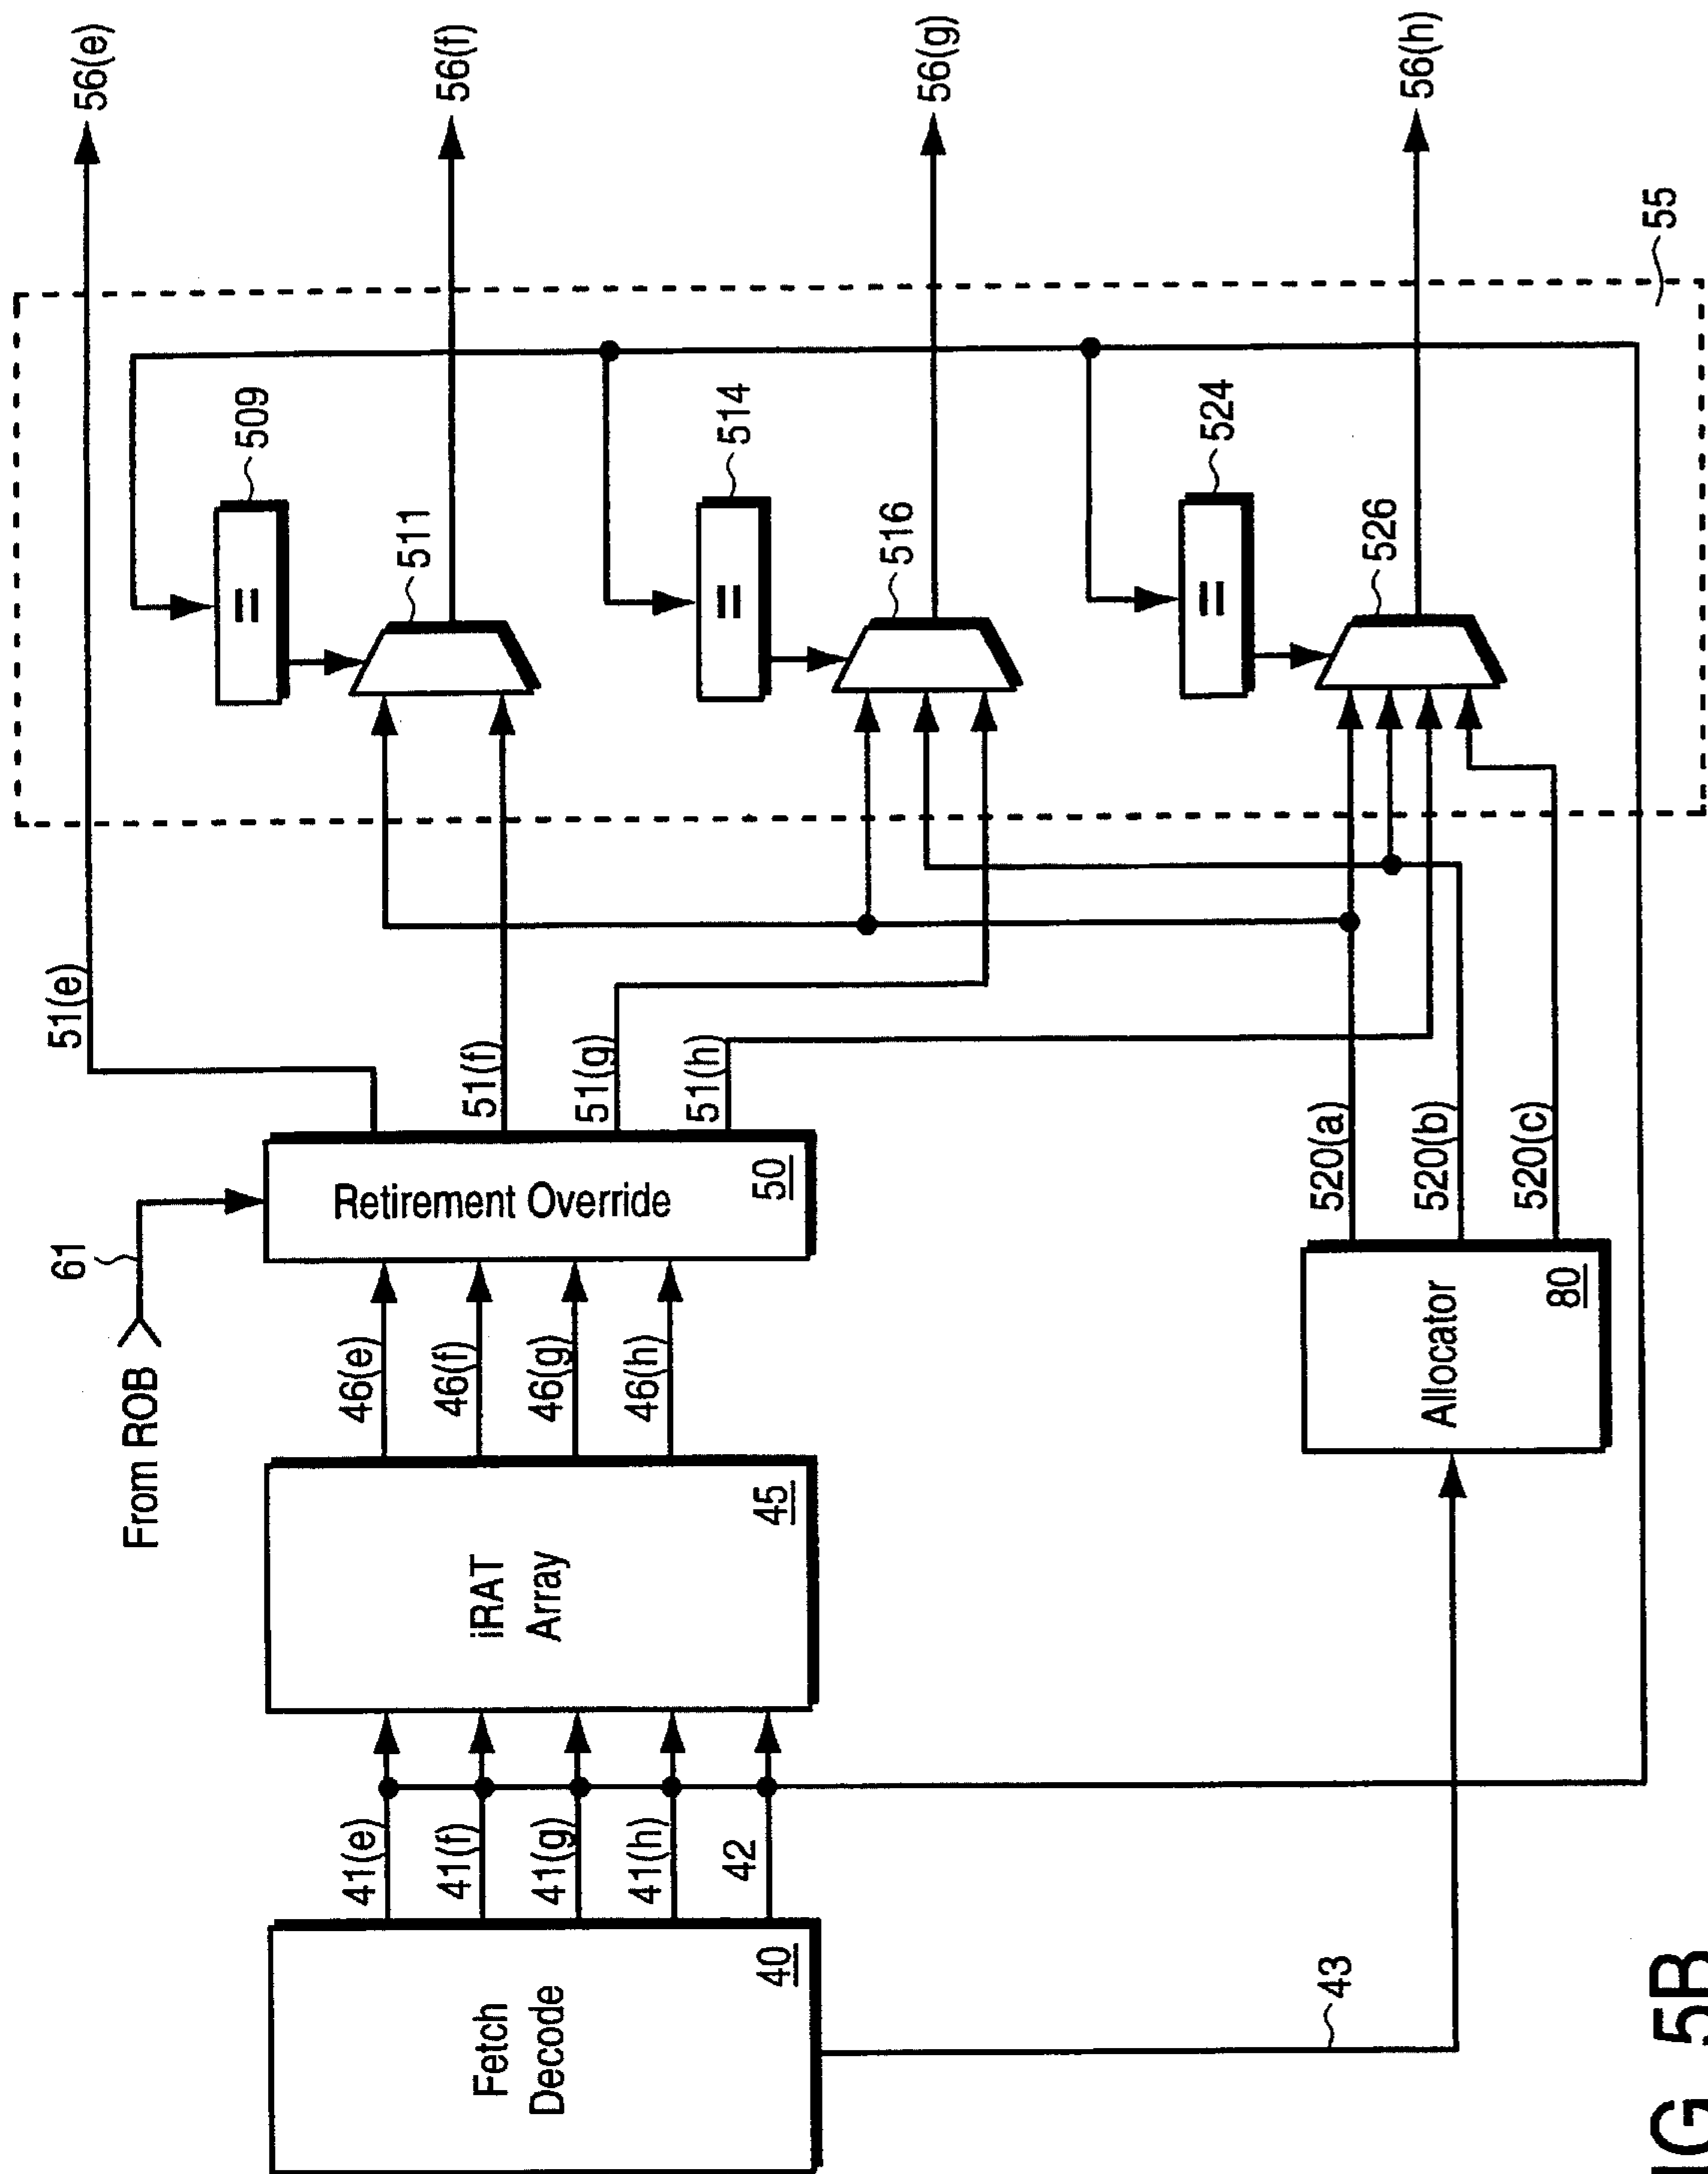 Fetch
Decode
40
41(e)
41(f)
41(g)
41(h)
42
43
iRAT
Array
45
46(e)
46(f)
46(g)
46(h)
From ROB
61
Retirement Override
50
51(e)
51(f)
51(g)
51(h)
Allocator
80
520(a)
520(b)
520(c)
=
509
511
=
514
516
=
524
526
55
56(e)
56(f)
56(g)
56(h)
IG 5B